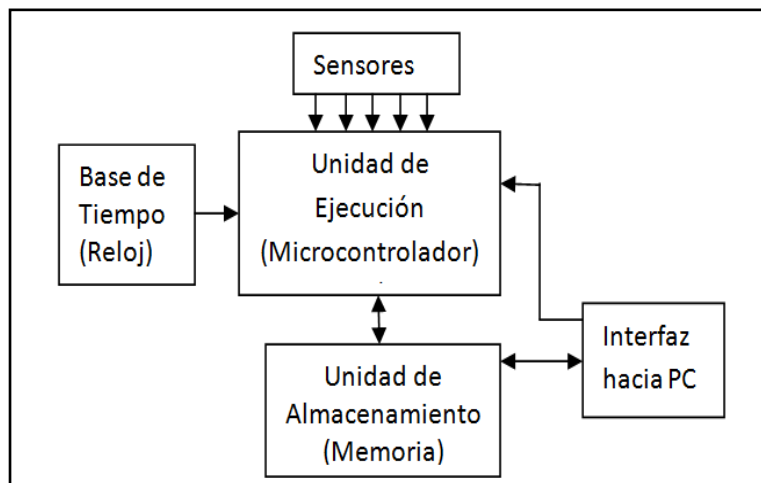 Sensores
Unidad de
Ejecución
(Microcontrolador)
Base de
Tiempo
(Reloj)
Interfaz
hacia PC
Unidad de
Almacenamiento
(Memoria)